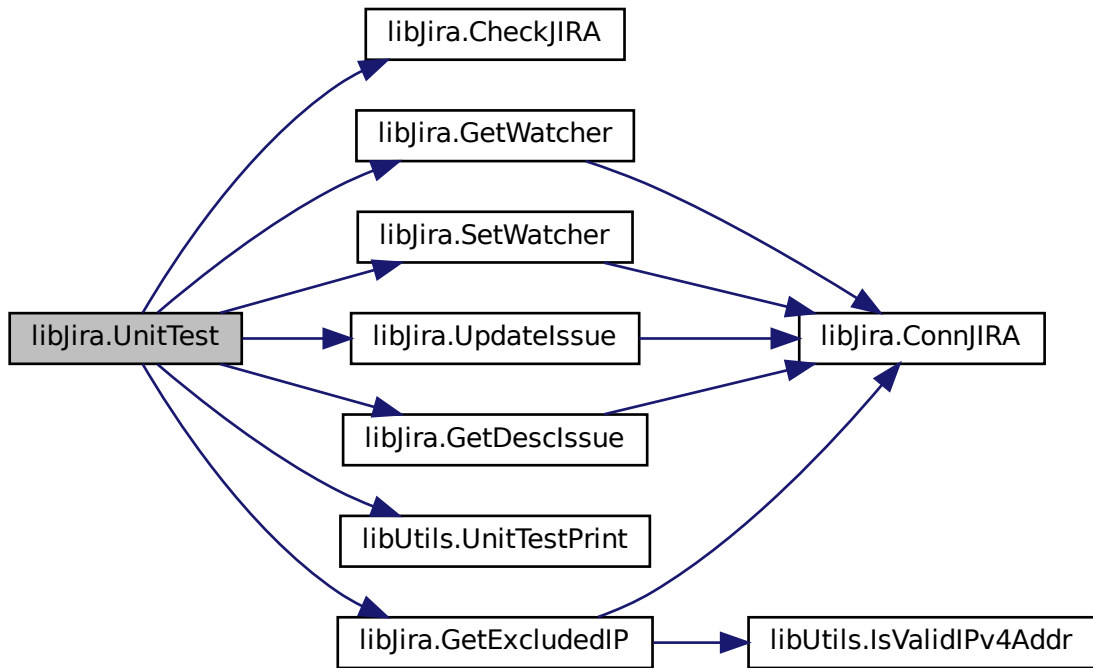 libJira.CheckJIRA
libJira.GetWatcher
libJira.SetWatcher
libJira.UnitTest
libJira.UpdateIssue
libJira.ConnJIRA
libJira.GetDescIssue
libUtils.UnitTestPrint
libJira.GetExcludedIP
libUtils.IsValidIPv4Addr